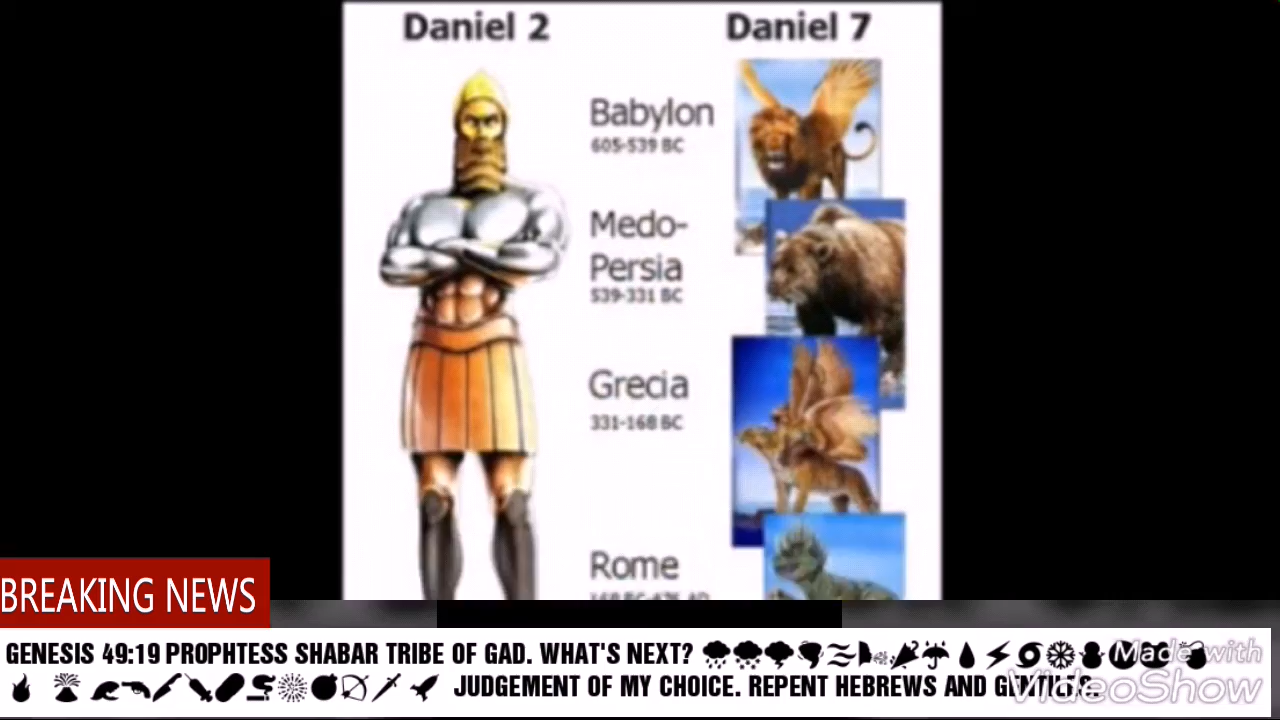 Daniel 2 Daniel 7
Babylon
605-539 BC
Medo-
Persia
539-331 BC
Grecia
331-168 BC
Rome
BREAKING NEWS
GENESIS 49:19 PROPHTESS SHABAR TRIBE OF GAD. WHAT'S NEXT?
JUDGEMENT OF MY CHOICE. REPENT HEBREWS AND GENTILES.
Made with
VideoShow